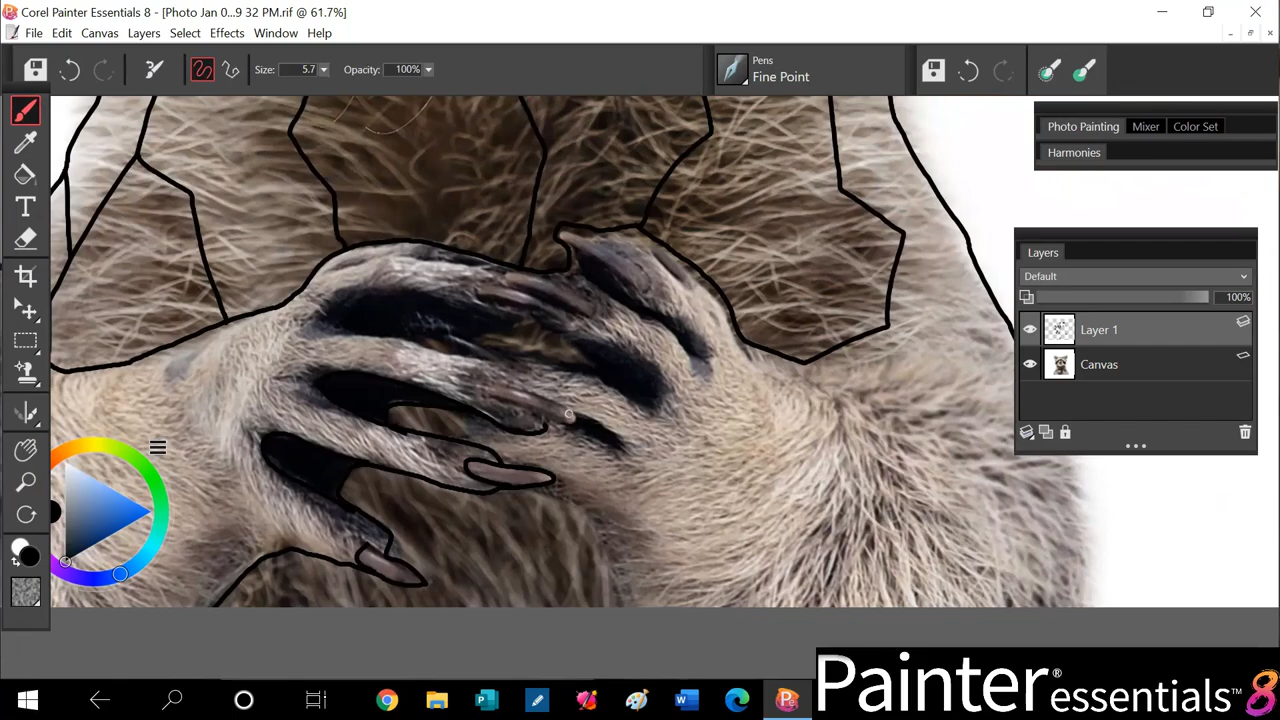 Corel Painter Essentials 8 - [Photo Jan 0...9 32 PM.rif @ 61.7%]
File Edit Canvas Layers Select Effects Window Help
Size: 5.7 Opacity: 100%
Pens
Fine Point
Photo Painting Mixer Color Set
Harmonies
Layers
Default
100%
Layer 1
Canvas
Painter® essentials™ 8